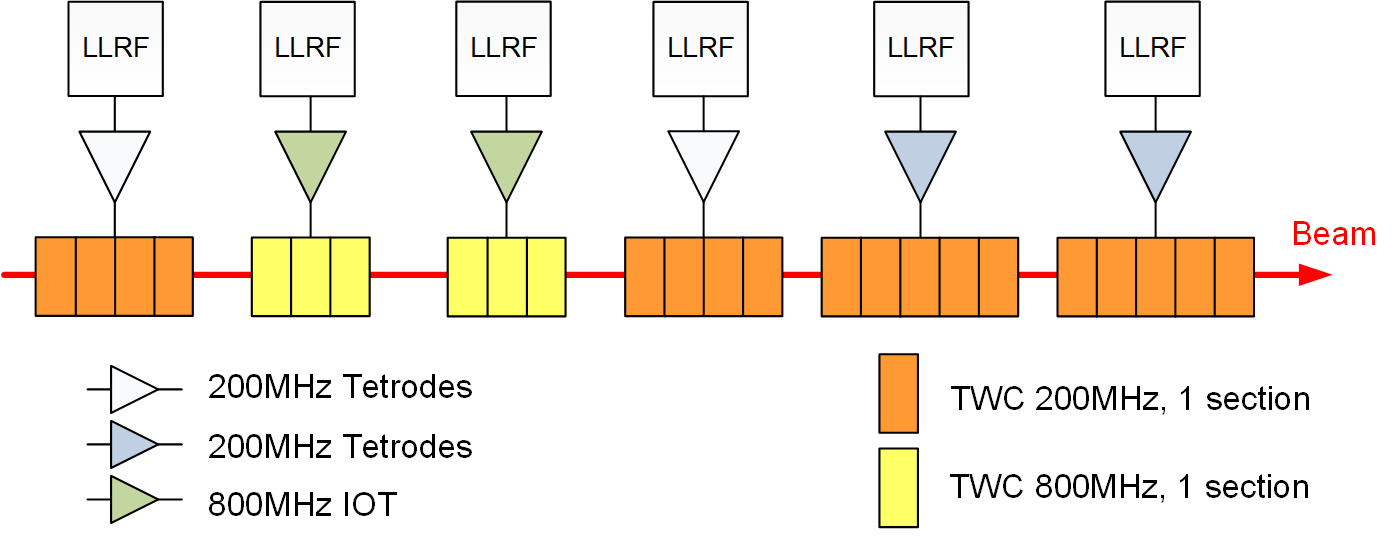 LLRF
LLRF
LLRF
LLRF
LLRF
LLRF
Beam
200MHz Tetrodes
200MHz Tetrodes
800MHz IOT
TWC 200MHz, 1 section
TWC 800MHz, 1 section